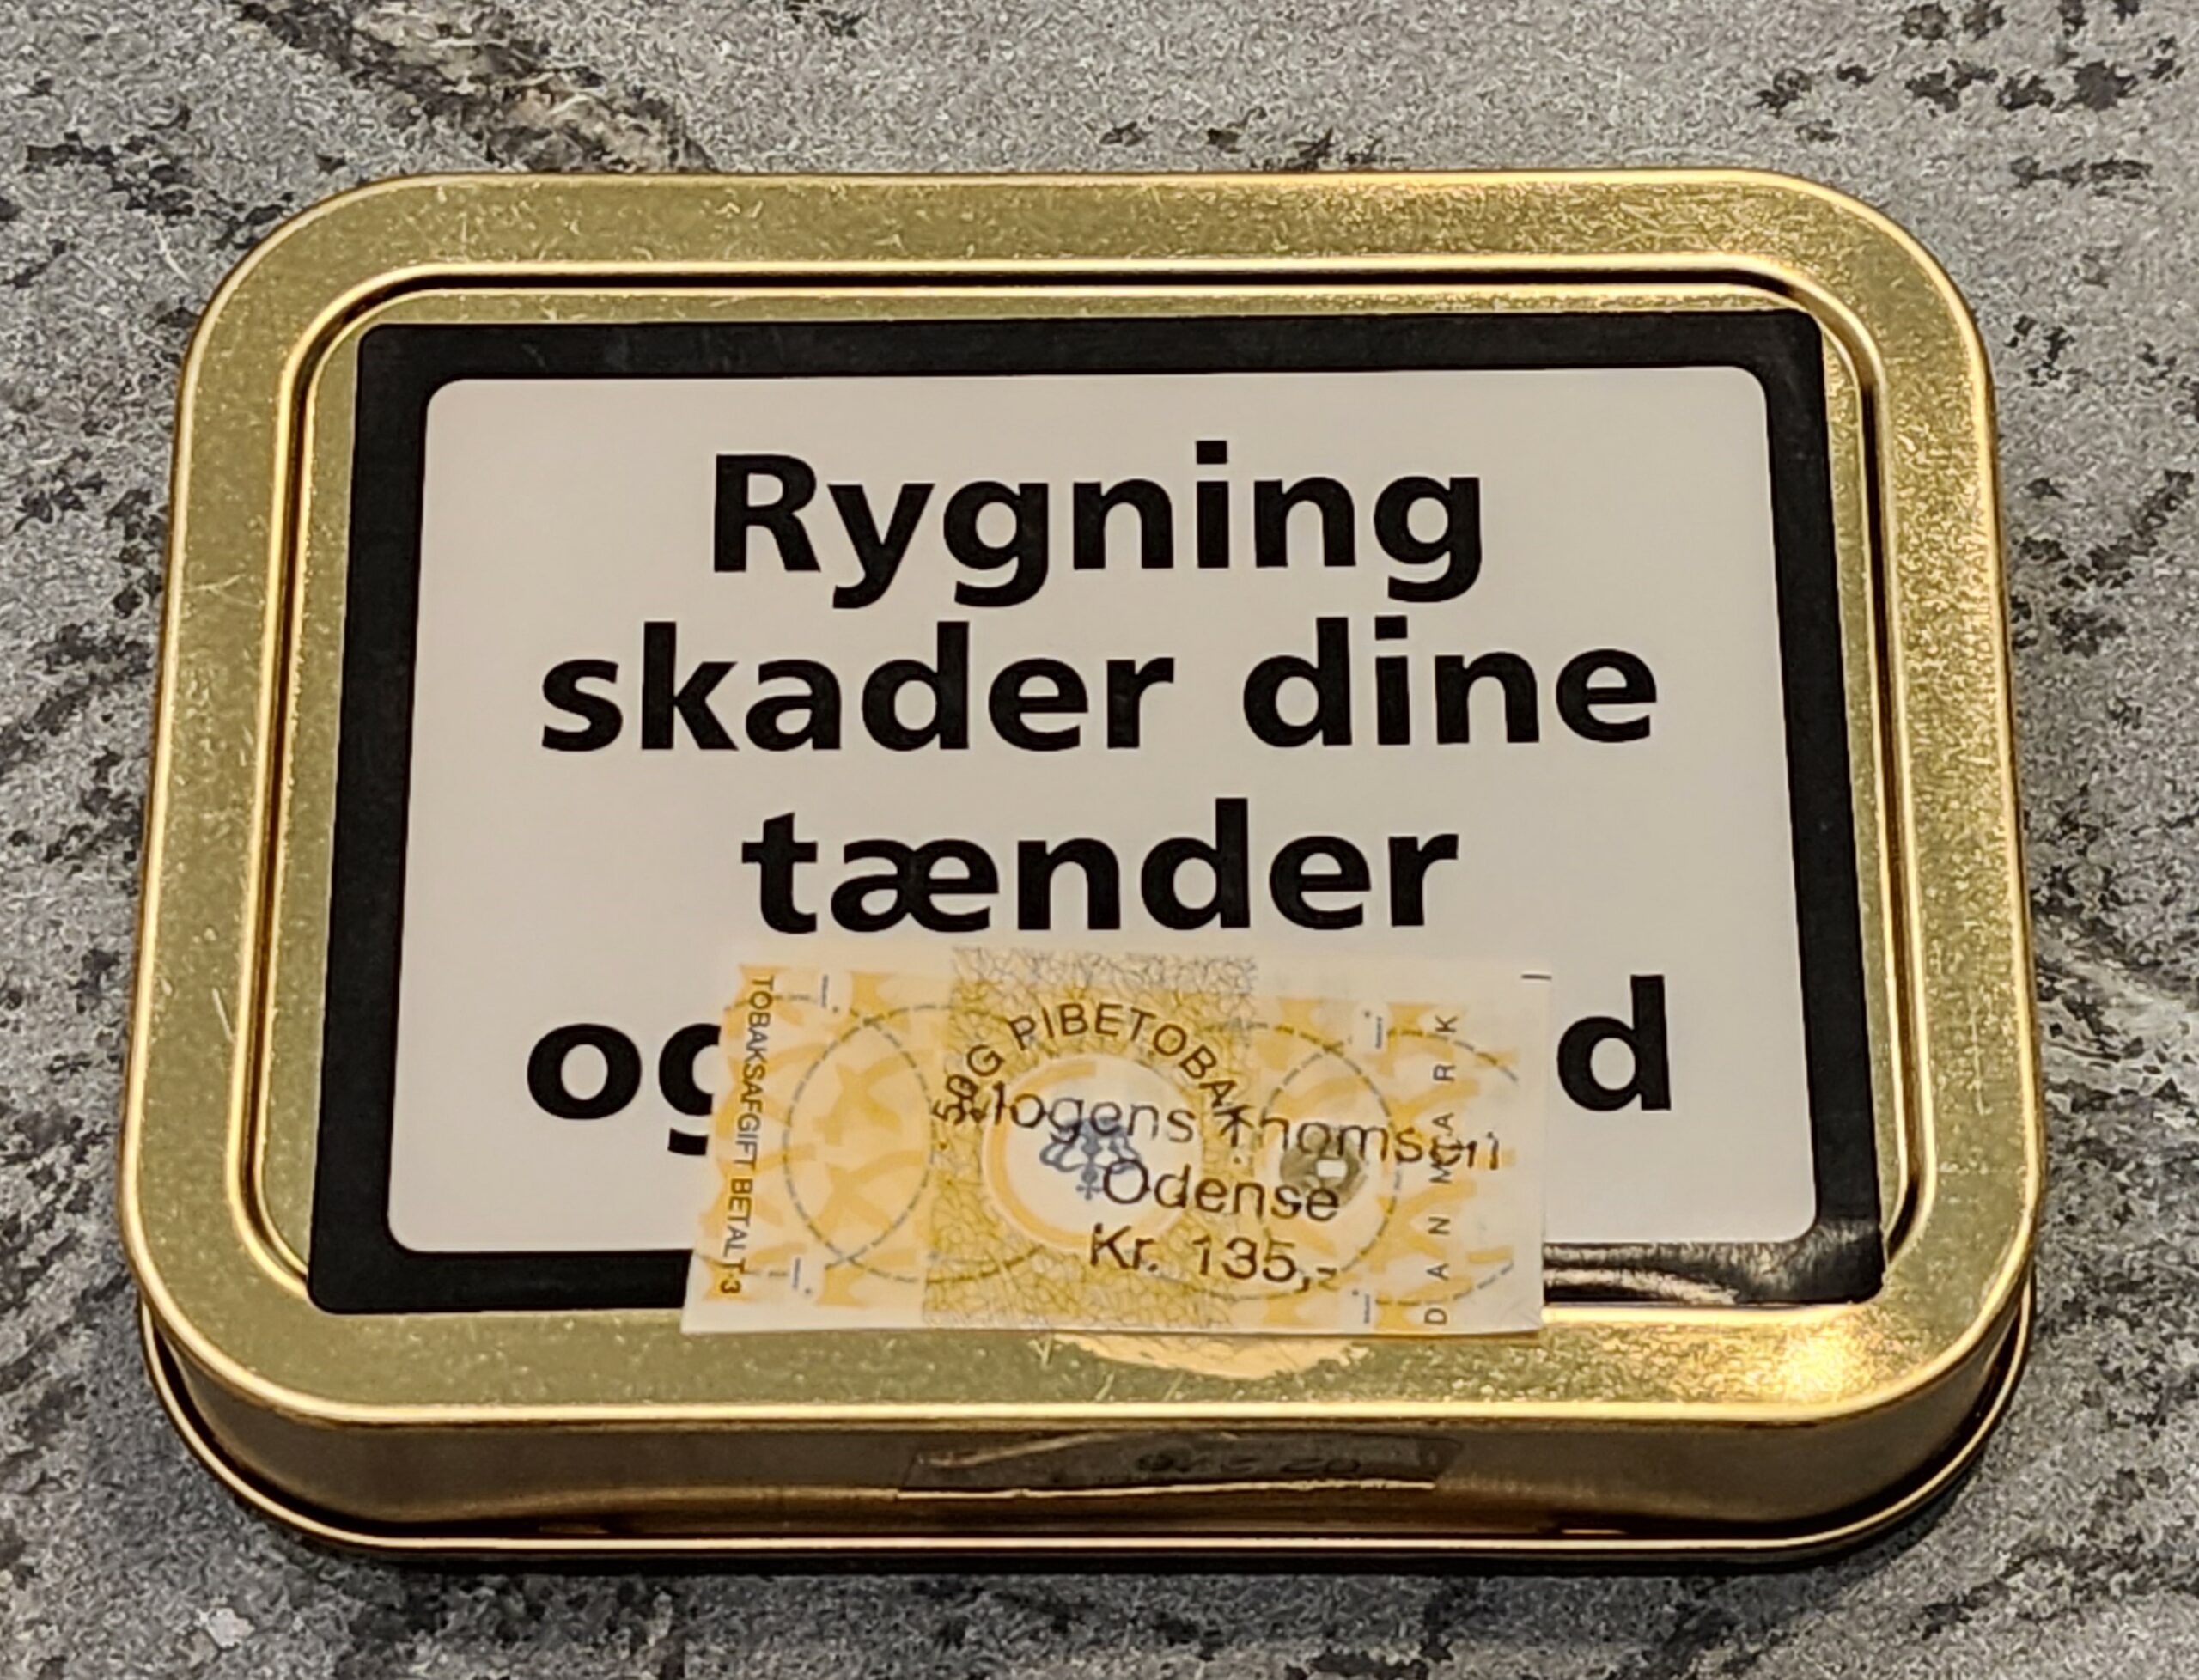 Rygning
skader dine
tænder
og d
TOBAKSAFGIFT BETALT
50G PIBETOBAK
Mogens Thomsen
Odense
Kr. 135,-
DANMARK